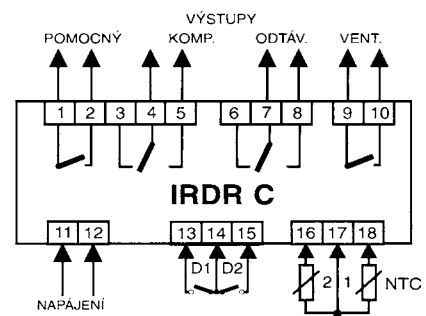 VÝSTUPY
POMOCNÝ KOMP. ODTÁV. VENT.
1 2 3 4 5 6 7 8 9 10
IRDR C
11 12 13 14 15 16 17 18
D1 D2 2 1 NTC
NAPÁJENÍ